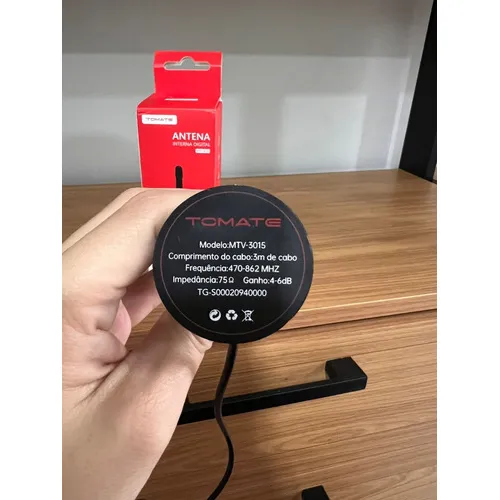 TOMATE
ANTENA
INTERNA DIGITAL
TOMATE
Modelo:MTV-3015
Comprimento do cabo:3m de cabo
Frequência:470-862 MHZ
Impedância:75Ω Ganho:4-6dB
TG-S00020940000